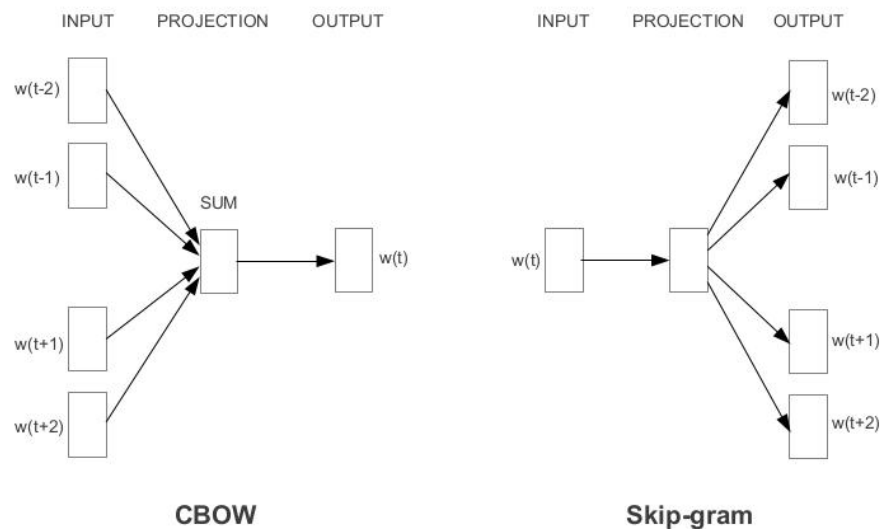 INPUT PROJECTION OUTPUT
w(t-2)
w(t-1)
SUM
w(t)
w(t+1)
w(t+2)
CBOW
INPUT PROJECTION OUTPUT
w(t-2)
w(t-1)
w(t)
w(t+1)
w(t+2)
Skip-gram